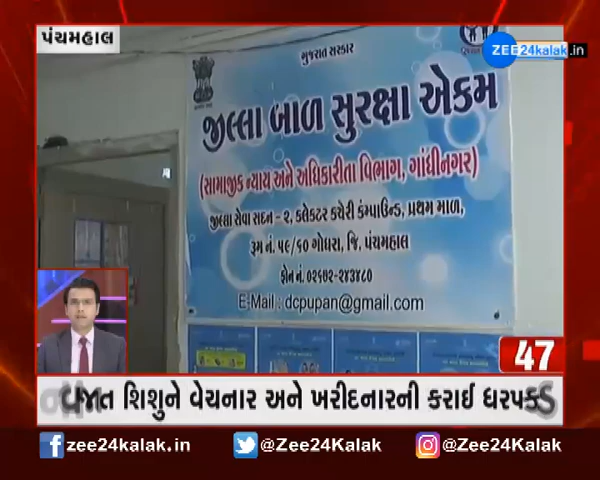 પંચમહાલ
ZEE24kalak.in
ગુજરાત સરકાર
જીલ્લા બાળ સુરક્ષા એકમ
(સામાજીક ન્યાય અને અધિકારીતા વિભાગ, ગાંધીનગર)
જીલ્લા સેવા સદન - ૨, કલેક્ટર કચેરી કંમ્પાઉન્ડ, પ્રથમ માળ,
રૂમ નં. ૫૯/૬૦ ગોધરા, જિ. પંચમહાલ
ફોન નં. ૦૨૬૭૨-૨૪૩૪૮૦
E-Mail : dcpupan@gmail.com
47
શિશુને વેચનાર અને ખરીદનારની કરાઈ ધરપક
zee24kalak.in
@Zee24Kalak
@Zee24Kalak